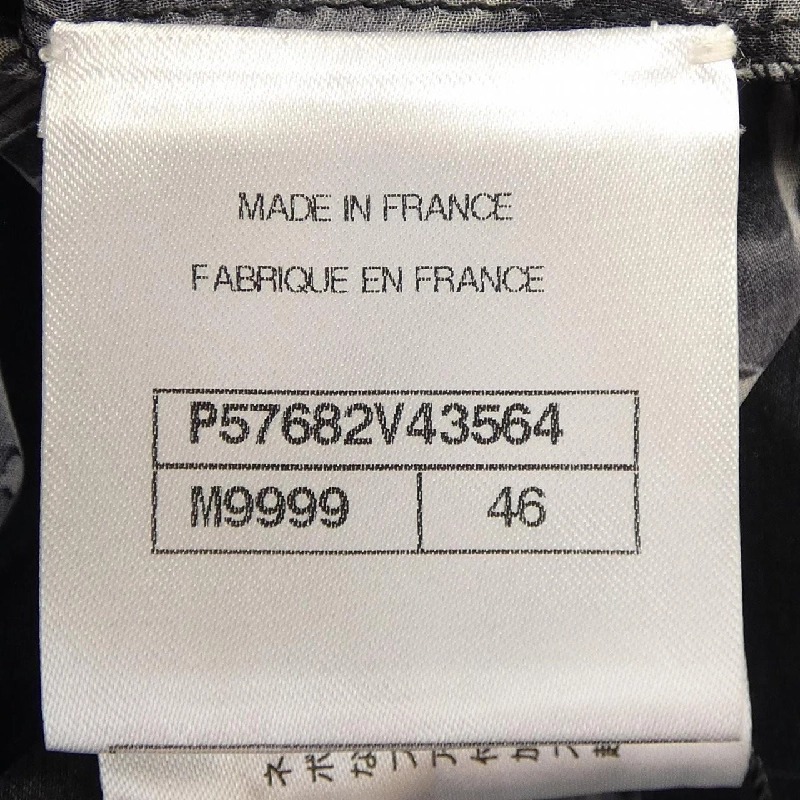 MADE IN FRANCE
FABRIQUE EN FRANCE
P57682V43564
M9999 46